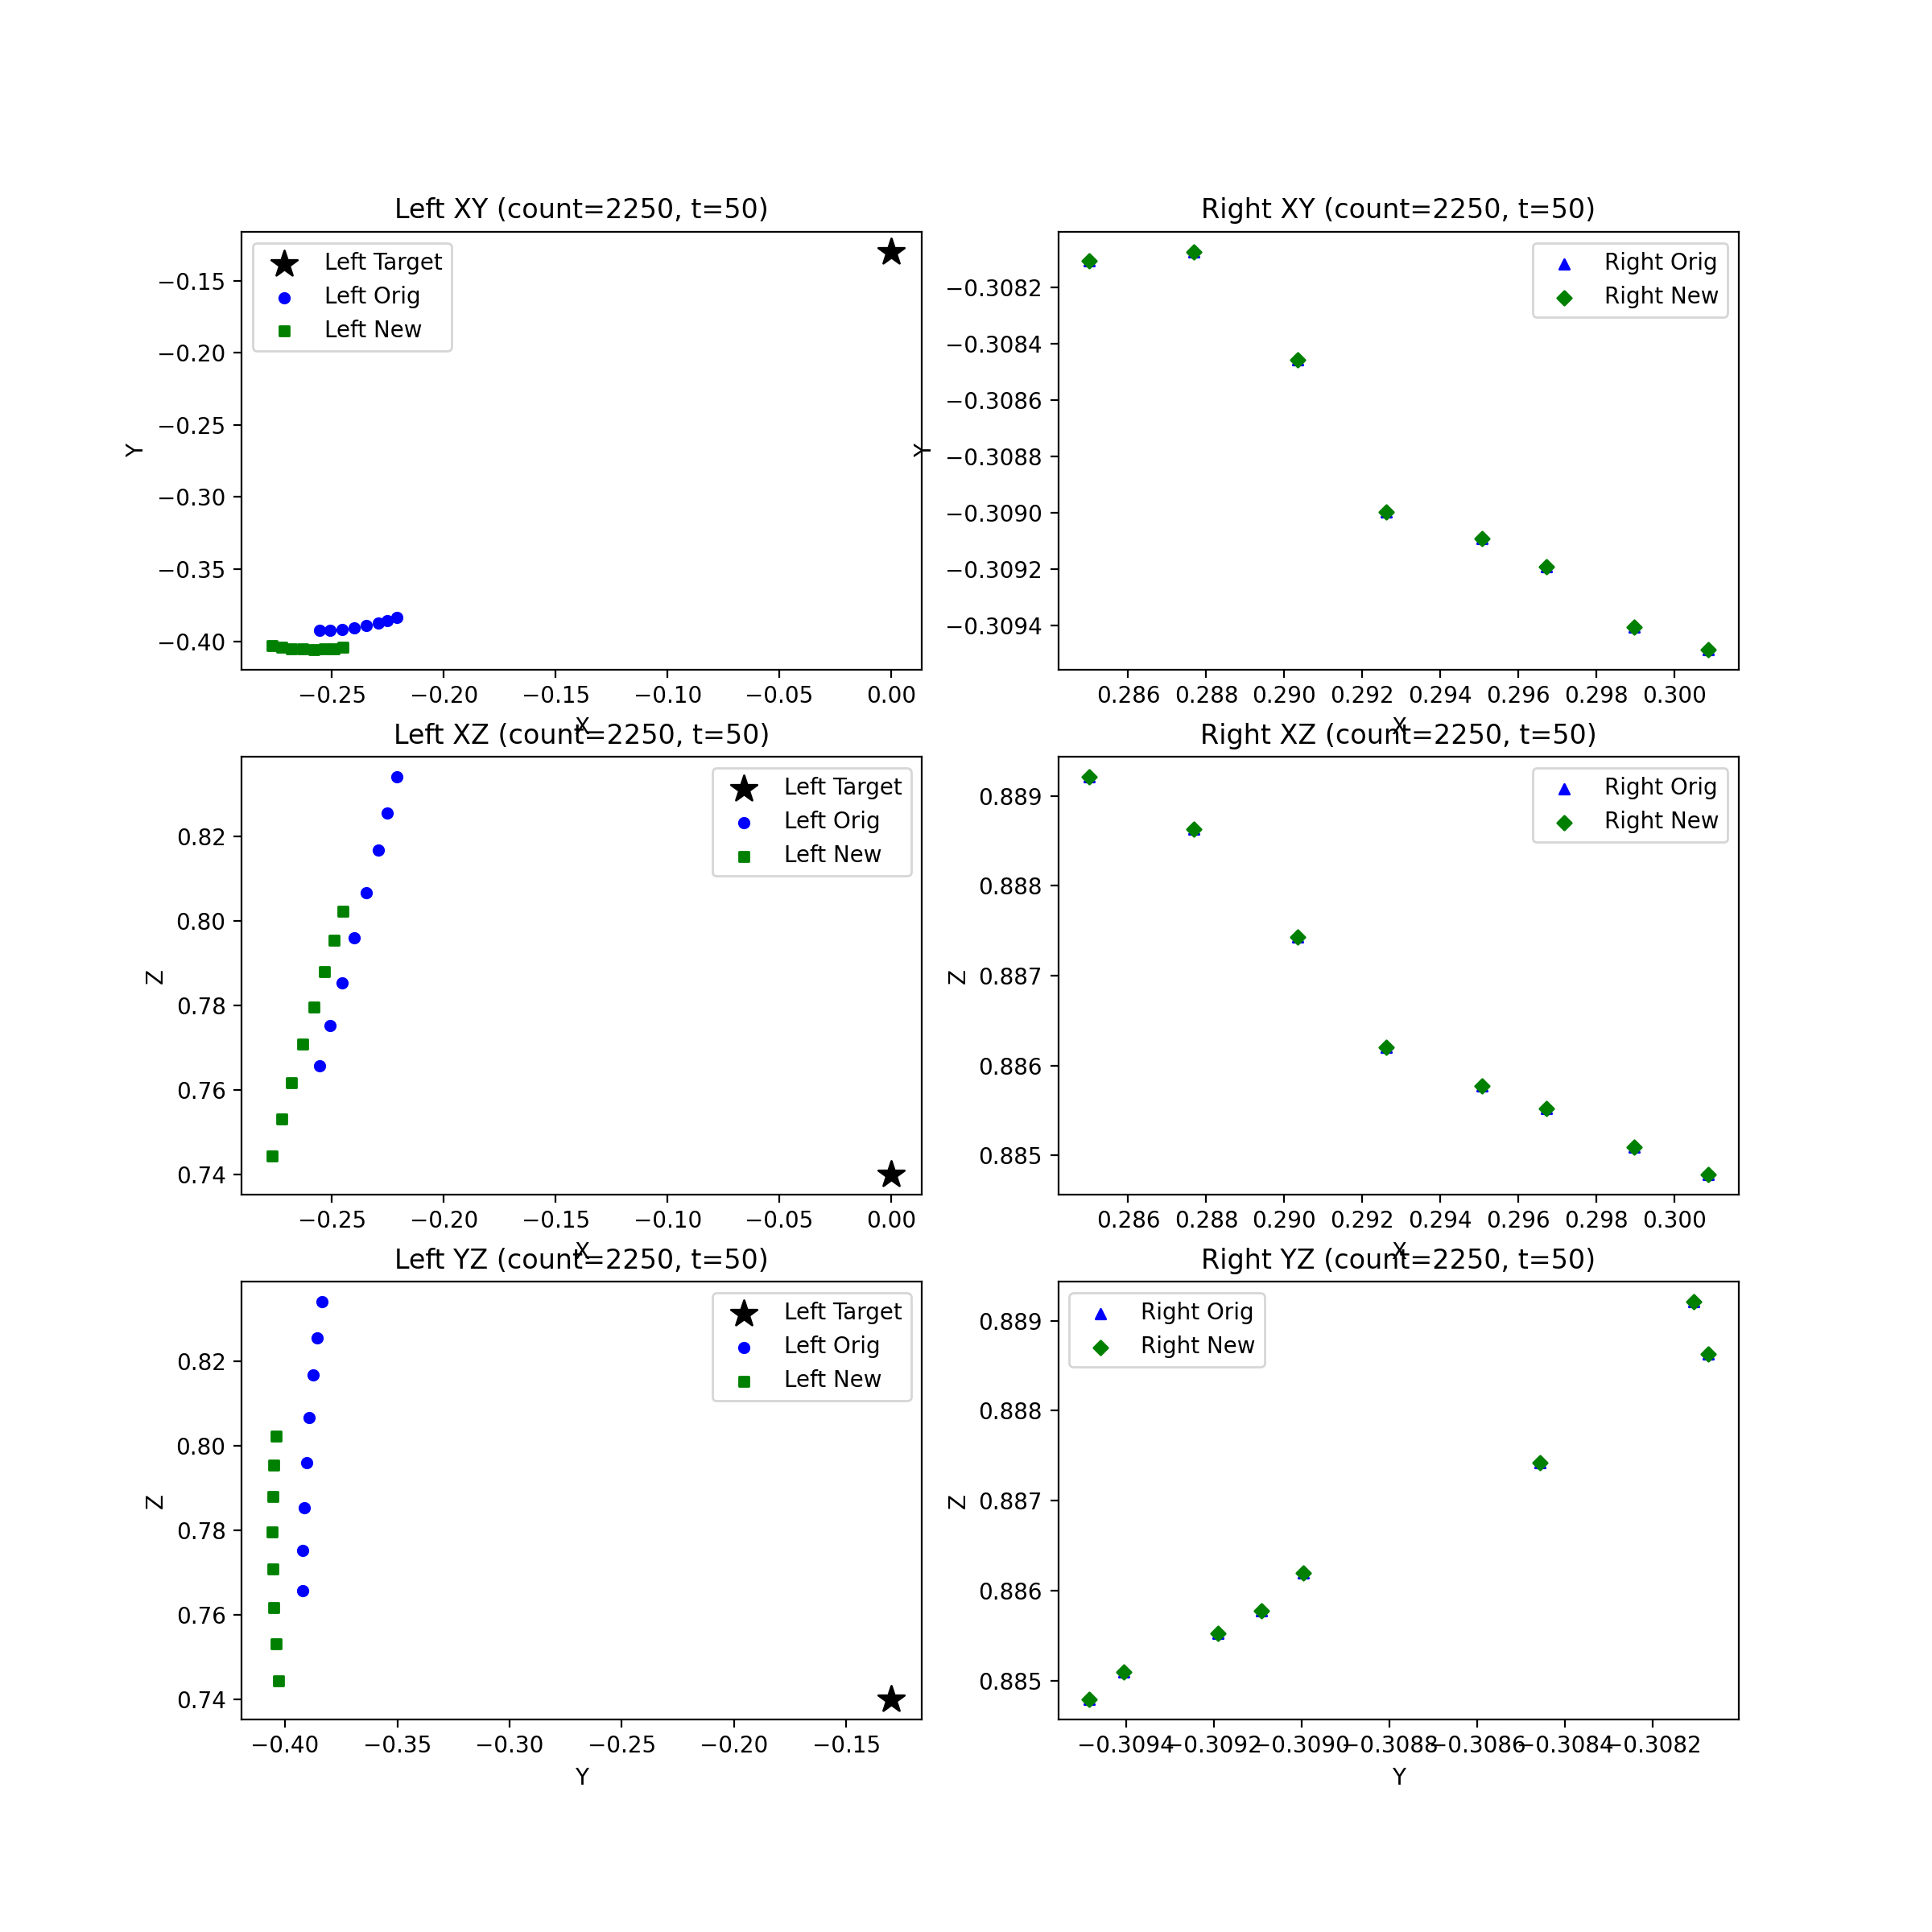 Left XY (count=2250, t=50)
Left Target
Left Orig
Left New
−0.15
−0.20
−0.25
−0.30
−0.35
−0.40
Y
−0.25 −0.20 −0.15 −0.10 −0.05 0.00
X
Right XY (count=2250, t=50)
Right Orig
Right New
−0.3082
−0.3084
−0.3086
−0.3088
−0.3090
−0.3092
−0.3094
Y
0.286 0.288 0.290 0.292 0.294 0.296 0.298 0.300
X
Left XZ (count=2250, t=50)
Left Target
Left Orig
Left New
0.82
0.80
0.78
0.76
0.74
Z
−0.25 −0.20 −0.15 −0.10 −0.05 0.00
X
Right XZ (count=2250, t=50)
Right Orig
Right New
0.889
0.888
0.887
0.886
0.885
Z
0.286 0.288 0.290 0.292 0.294 0.296 0.298 0.300
X
Left YZ (count=2250, t=50)
Left Target
Left Orig
Left New
0.82
0.80
0.78
0.76
0.74
Z
−0.40 −0.35 −0.30 −0.25 −0.20 −0.15
Y
Right YZ (count=2250, t=50)
Right Orig
Right New
0.889
0.888
0.887
0.886
0.885
Z
−0.3094 −0.3092 −0.3090 −0.3088 −0.3086 −0.3084 −0.3082
Y